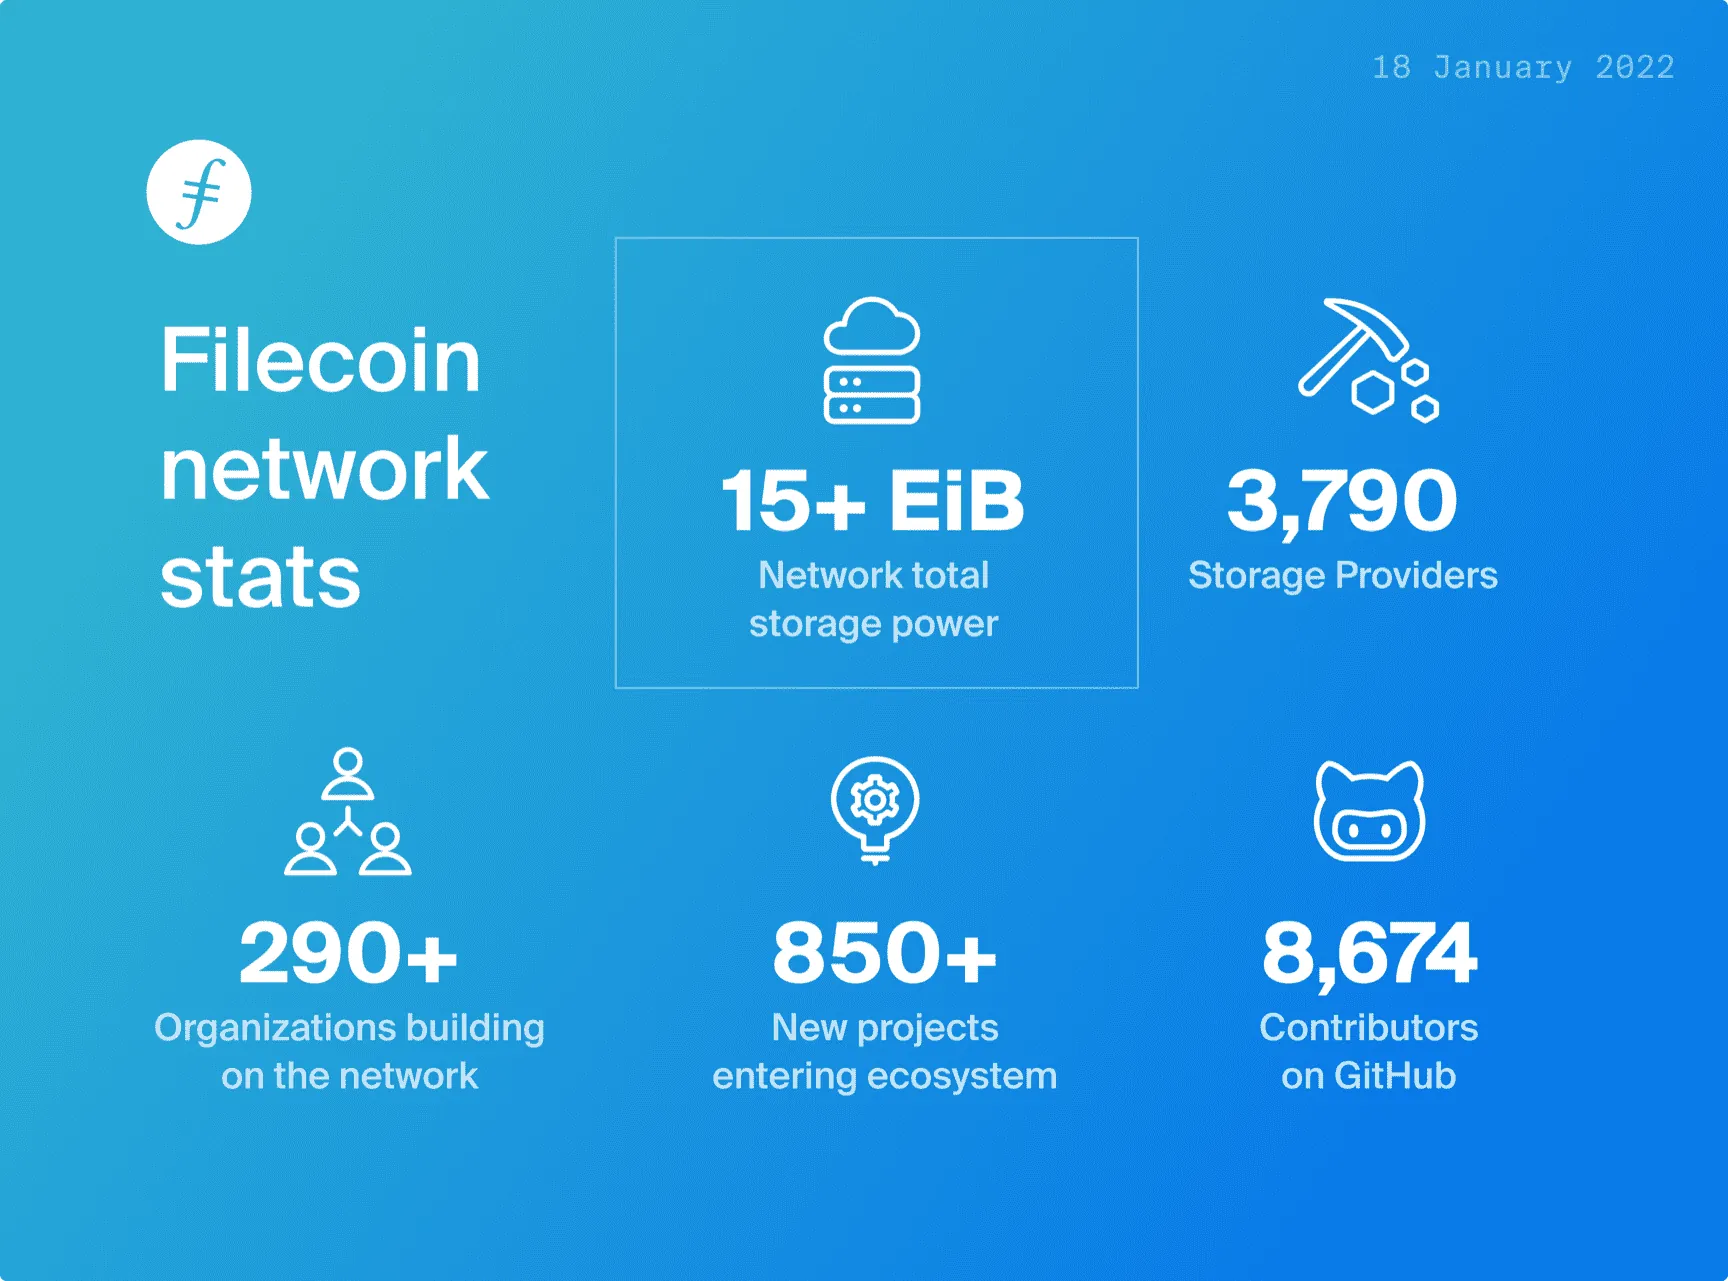 18 January 2022
Filecoin
network
stats
15+ EiB
Network total
storage power
3,790
Storage Providers
290+
Organizations building
on the network
850+
New projects
entering ecosystem
8,674
Contributors
on GitHub